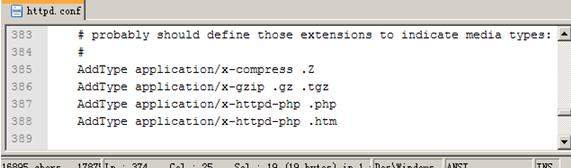 httpd.conf
383 # probably should define those extensions to indicate media types:
384 #
385 AddType application/x-compress .Z
386 AddType application/x-gzip .gz .tgz
387 AddType application/x-httpd-php .php
388 AddType application/x-httpd-php .htm
389
16895 chars 1787 Ln : 374 Col : 25 Sel : 19 (19 bytes) in 1 Dos\Windows ANSI INS